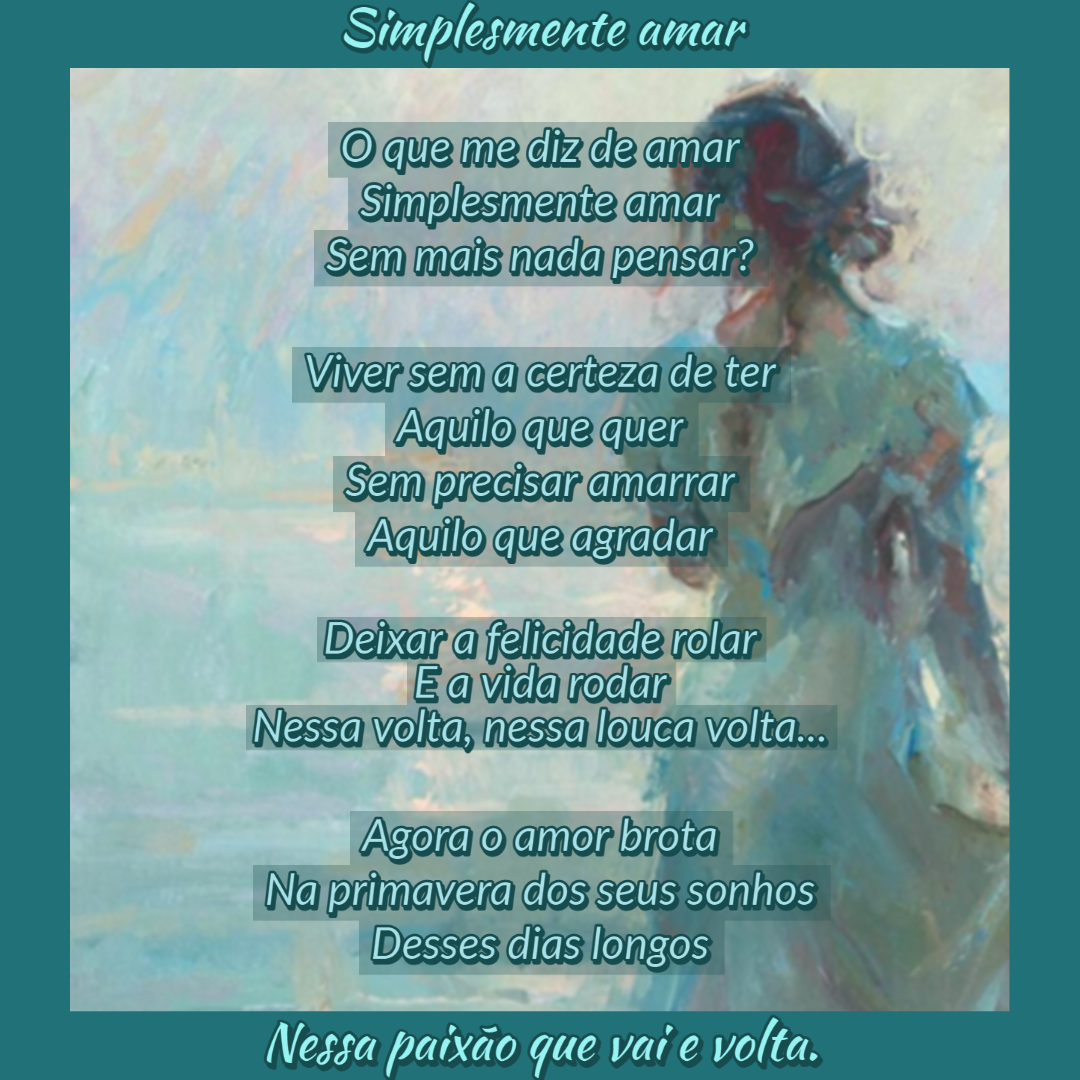 Simplesmente amar
O que me diz de amar
Simplesmente amar
Sem mais nada pensar?
Viver sem a certeza de ter
Aquilo que quer
Sem precisar amarrar
Aquilo que agradar
Deixar a felicidade rolar
E a vida rodar
Nessa volta, nessa louca volta...
Agora o amor brota
Na primavera dos seus sonhos
Desses dias longos
Nessa paixão que vai e volta.